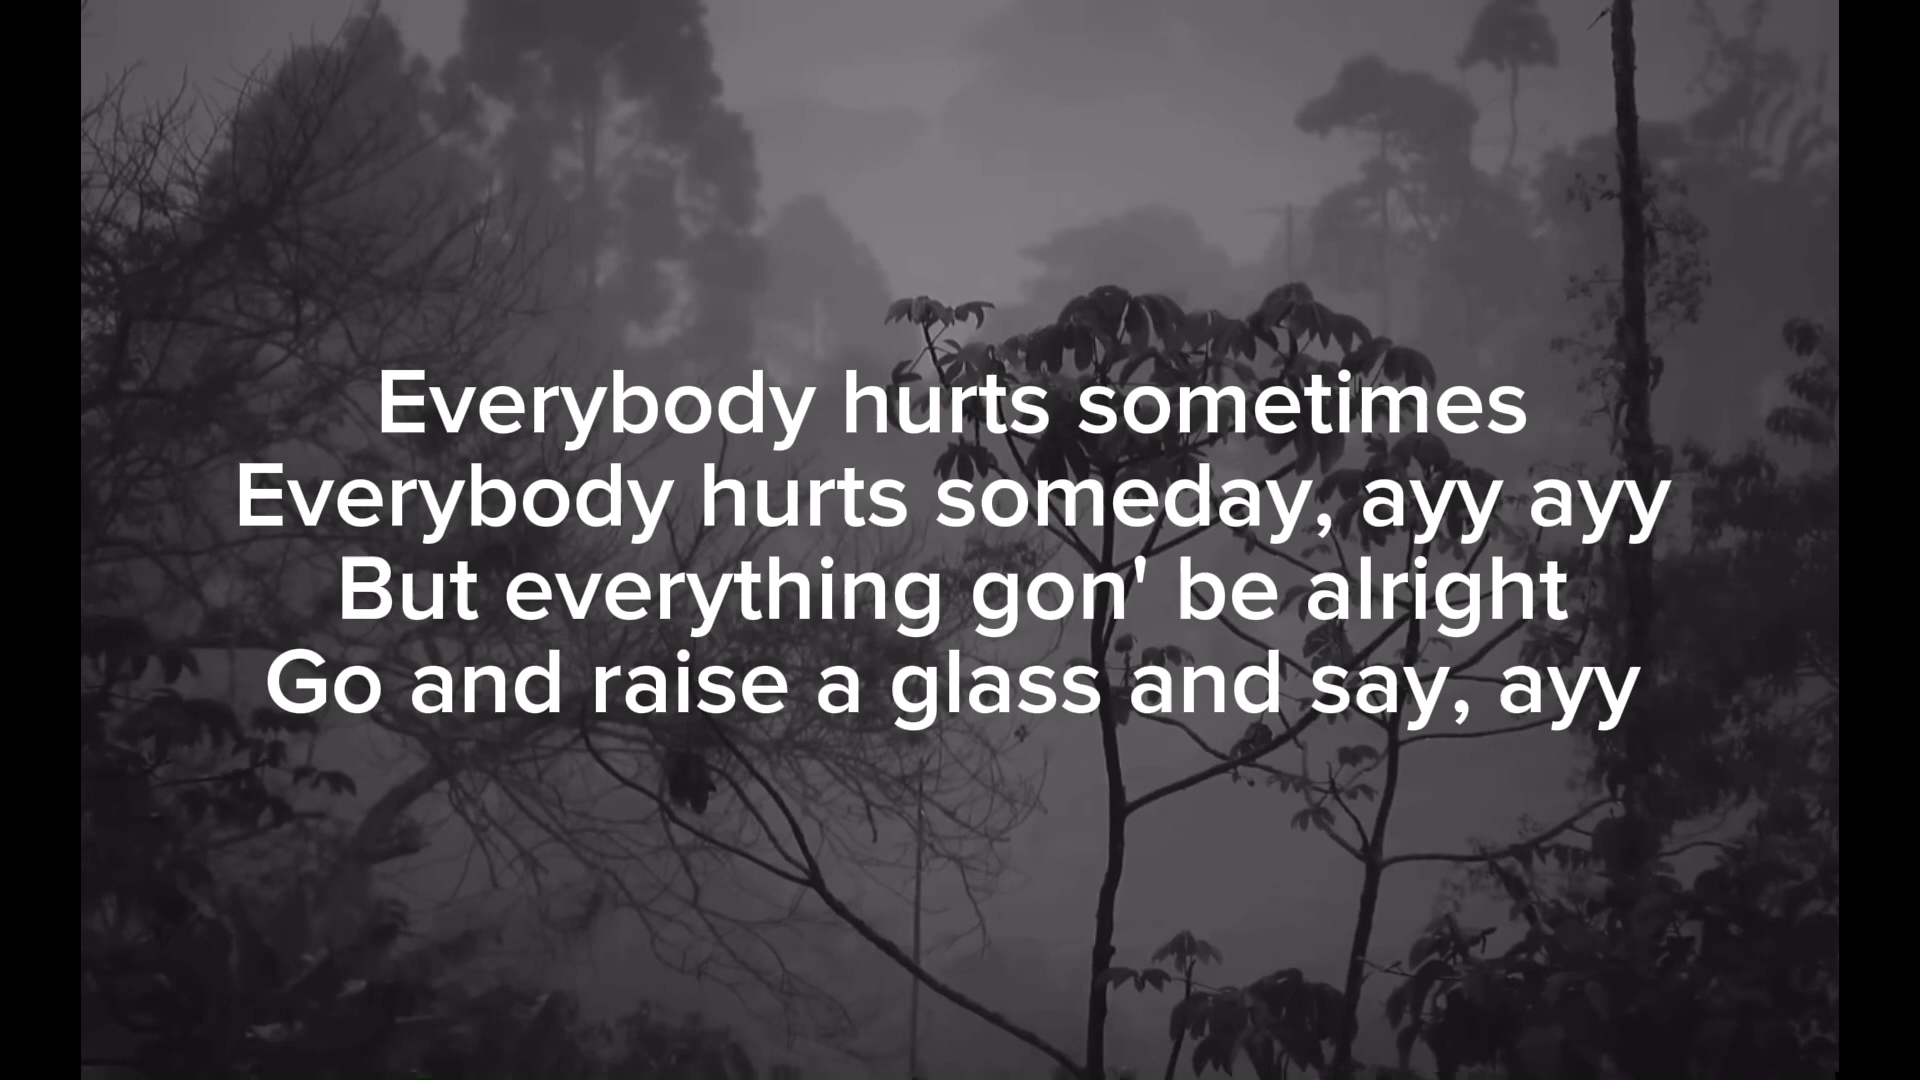 Everybody hurts sometimes
Everybody hurts someday, ayy ayy
But everything gon' be alright
Go and raise a glass and say, ayy